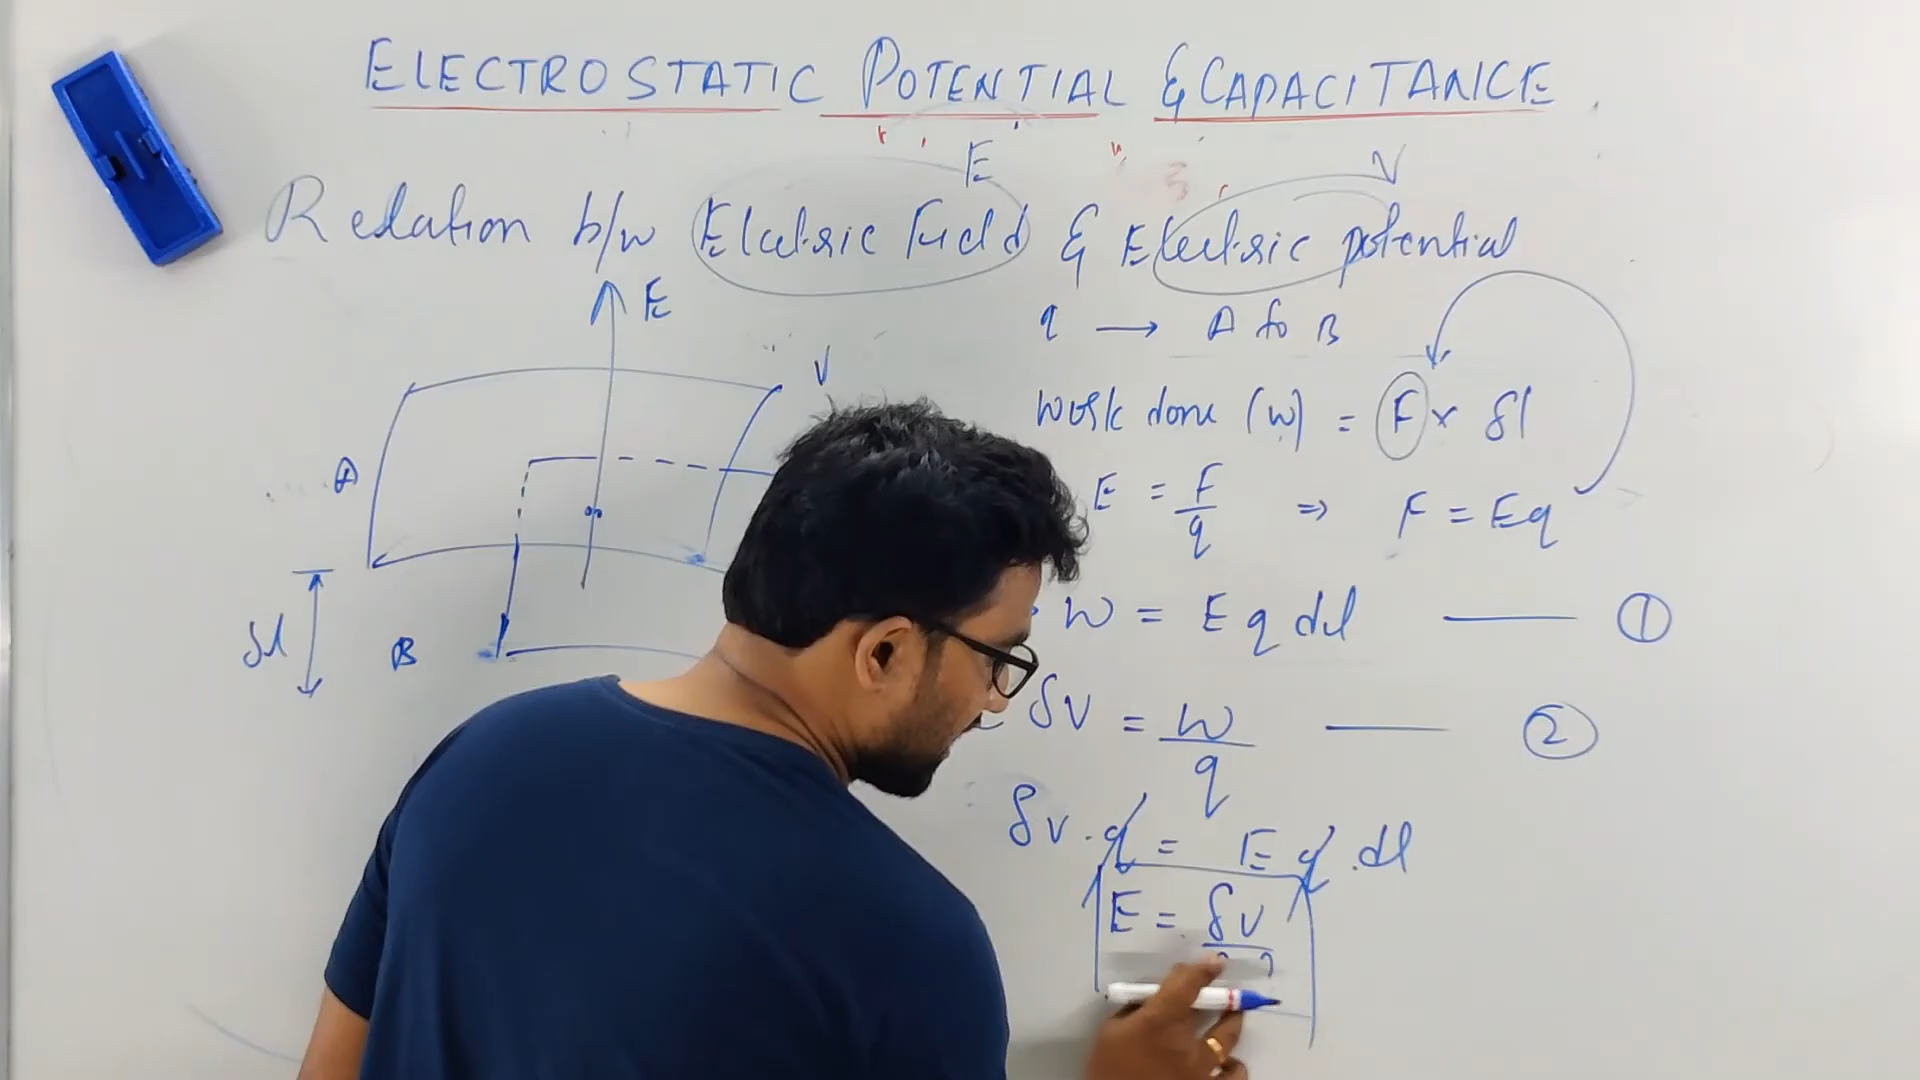 ELECTROSTATIC POTENTIAL & CAPACITANCE
E V
Relation b/w Electric Field & Electric potential
E
V
A
δl
B
q → A to B
Work done (W) = F × δl
E = F/q ⇒ F = Eq
W = E q dl —— ①
δV = W/q —— ②
δV . q = E q . dl
E = δV